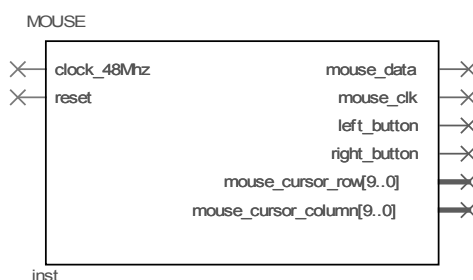 MOUSE
clock_48Mhz
mouse_data
reset
mouse_clk
left_button
right_button
mouse_cursor_row[9..0]
mouse_cursor_column[9..0]
inst